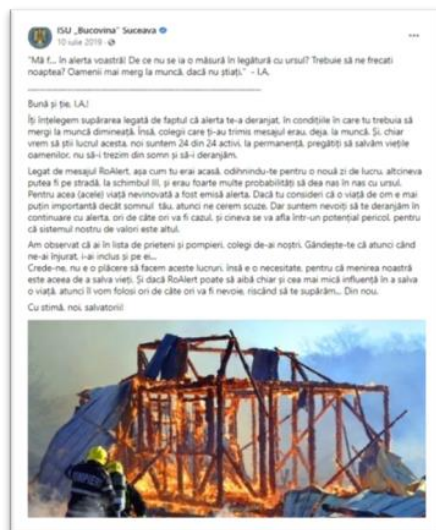 ISU „Bucovina” Suceava
10 iulie 2019
...
"Mă f... în alerta voastră! De ce nu se ia o măsură în legătură cu ursul? Trebuie să ne frecati
noaptea? Oamenii mai merg la muncă, dacă nu știați." - I.A.
Bună și ție, I.A.!
Îți înțelegem supărarea legată de faptul că alerta te-a deranjat, în condițiile în care tu trebuia să
mergi la muncă dimineață. Însă, colegii care ți-au trimis mesajul erau, deja, la muncă. Și, chiar
vrem să știi lucrul acesta, noi suntem 24 din 24 activi, la permanență, pregătiți să salvăm viețile
oamenilor, nu să-i trezim din somn și să-i deranjăm.
Legat de mesajul RoAlert, așa cum tu erai acasă, odihnindu-te pentru o nouă zi de lucru, altcineva
putea fi pe stradă, la schimbul III, și erau foarte multe probabilități să dea nas în nas cu ursul.
Pentru acea (acele) viață nevinovată a fost emisă alerta. Dacă tu consideri că o viață de om e mai
puțin importantă decât somnul tău, atunci ne cerem scuze. Dar suntem nevoiți să te deranjăm în
continuare cu alerta, ori de câte ori va fi cazul, și cineva se va afla într-un potențial pericol, pentru
că sistemul nostru de valori este altul.
Am observat că ai în lista de prieteni și pompieri, colegi de-ai noștri. Gândește-te că atunci când
ne-ai înjurat, i-ai inclus și pe ei...
Crede-ne, nu e o plăcere să facem aceste lucruri, însă e o necesitate, pentru că menirea noastră
este aceea de a salva vieți. Și dacă RoAlert poate să aibă chiar și cea mai mică influență în a salva
o viață, atunci îl vom folosi ori de câte ori va fi nevoie, riscând să te supărăm... Din nou.
Cu stimă, noi, salvatorii!
POMPIERII